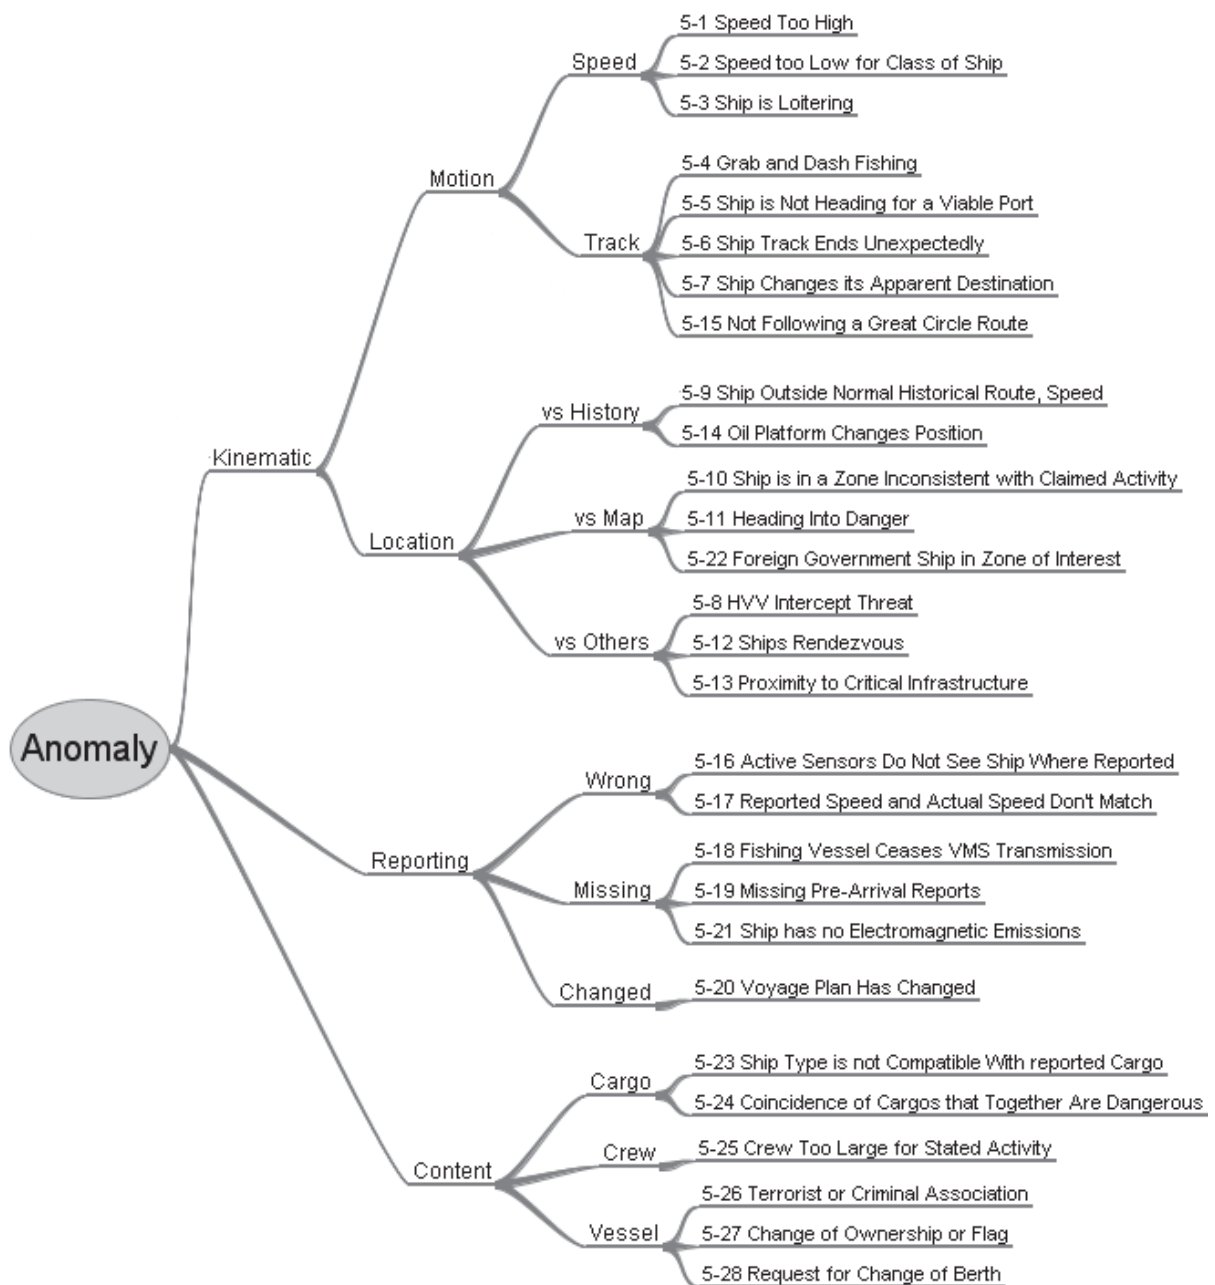 5-1 Speed Too High
Speed
5-2 Speed too Low for Class of Ship
5-3 Ship is Loitering
Motion
5-4 Grab and Dash Fishing
5-5 Ship is Not Heading for a Viable Port
Track
5-6 Ship Track Ends Unexpectedly
5-7 Ship Changes its Apparent Destination
5-15 Not Following a Great Circle Route
Kinematic
vs History
5-9 Ship Outside Normal Historical Route, Speed
5-14 Oil Platform Changes Position
Location
5-10 Ship is in a Zone Inconsistent with Claimed Activity
vs Map
5-11 Heading Into Danger
5-22 Foreign Government Ship in Zone of Interest
5-8 HVV Intercept Threat
vs Others
5-12 Ships Rendezvous
5-13 Proximity to Critical Infrastructure
Anomaly
Wrong
5-16 Active Sensors Do Not See Ship Where Reported
5-17 Reported Speed and Actual Speed Don't Match
Reporting
5-18 Fishing Vessel Ceases VMS Transmission
Missing
5-19 Missing Pre-Arrival Reports
5-21 Ship has no Electromagnetic Emissions
Changed
5-20 Voyage Plan Has Changed
Cargo
5-23 Ship Type is not Compatible With reported Cargo
5-24 Coincidence of Cargos that Together Are Dangerous
Content
Crew
5-25 Crew Too Large for Stated Activity
5-26 Terrorist or Criminal Association
Vessel
5-27 Change of Ownership or Flag
5-28 Request for Change of Berth